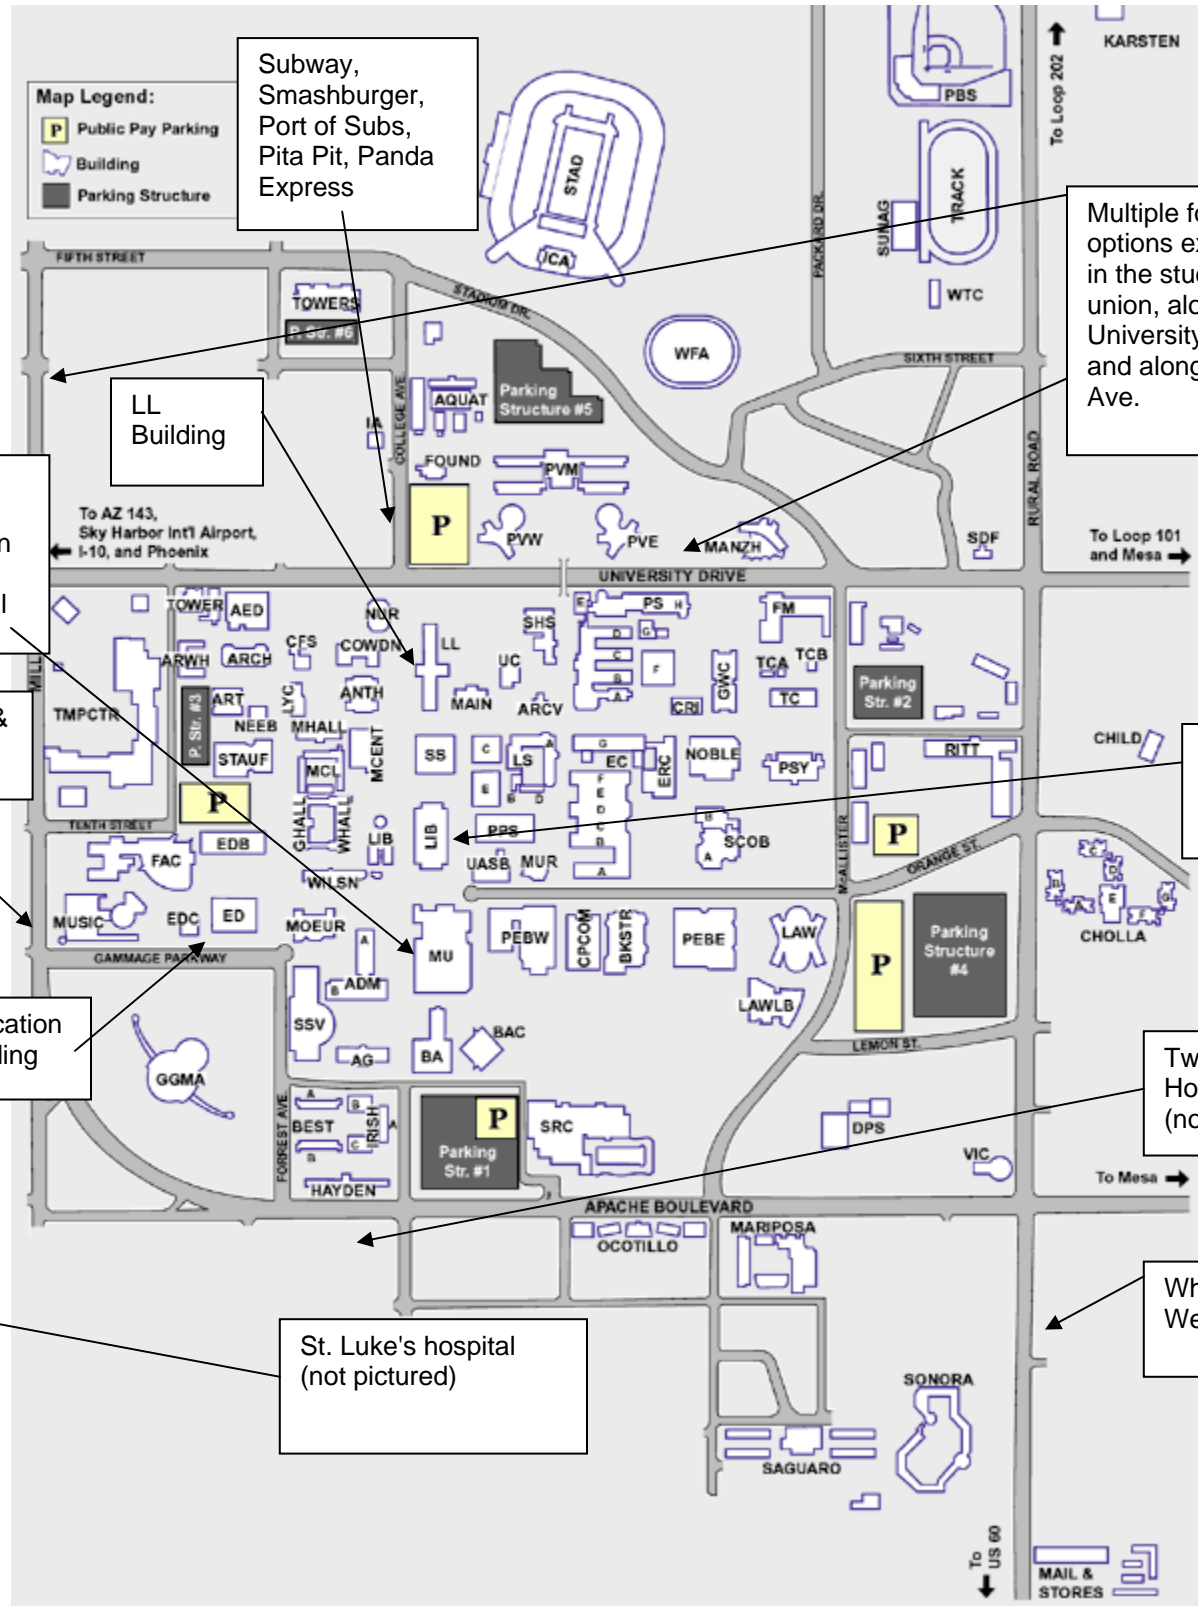 KARSTEN
To Loop 202
PBS
Subway,
Smashburger,
Port of Subs,
Pita Pit, Panda
Express
Map Legend:
P Public Pay Parking
Building
Parking Structure
STAD
ICA
PACKARD DR.
SUNAG
TRACK
WTC
Multiple fo
options ex
in the stud
union, alo
University
and along
Ave.
FIFTH STREET
STADIUM DR.
TOWERS
P. Str. #6
WFA
SIXTH STREET
LL
Building
COLLEGE AVE.
IA
AQUAT
Parking
Structure #5
FOUND
PVM
RURAL ROAD
n
l
To AZ 143,
Sky Harbor Int'l Airport,
I-10, and Phoenix
P
PVW
PVE
MANZH
SDF
To Loop 101
and Mesa
UNIVERSITY DRIVE
TOWER
AED
NUR
LL
SHS
E
PS
H
FM
CFS
COWDN
D
G
ARWH
ARCH
UC
C
F
TCA
TCB
MILL
ANTH
B
GWC
ART
LYC
MAIN
ARCV
A
CRI
TC
Parking
Str. #2
&
TMPCTR
P. Str. #3
NEEB
MHALL
MCENT
STAUF
MCL
SS
C
LS
A
G
EC
ERC
NOBLE
PSY
RITT
CHILD
E
B
D
F
E
D
C
B
A
P
GHALL
WHALL
TENTH STREET
EDB
LIB
LIB
PPS
B
A
SCOB
McALLISTER
P
ORANGE ST.
FAC
UASB
MUR
WILSN
C
D
B
A
E
F
G
CHOLLA
MUSIC
EDC
ED
MOEUR
A
MU
PEBW
CPCOM
BKSTR
PEBE
LAW
P
Parking
Structure
#4
GAMMAGE PARKWAY
B
ADM
LAWLB
cation
ding
SSV
BAC
AG
BA
LEMON ST.
GGMA
Tw
Ho
(no
FORREST AVE.
A
BEST
B
B
IRISH
A
C
P
Parking
Str. #1
SRC
DPS
VIC
HAYDEN
To Mesa
APACHE BOULEVARD
OCOTILLO
MARIPOSA
Wh
We
St. Luke's hospital
(not pictured)
SONORA
SAGUARO
To
US 60
MAIL &
STORES